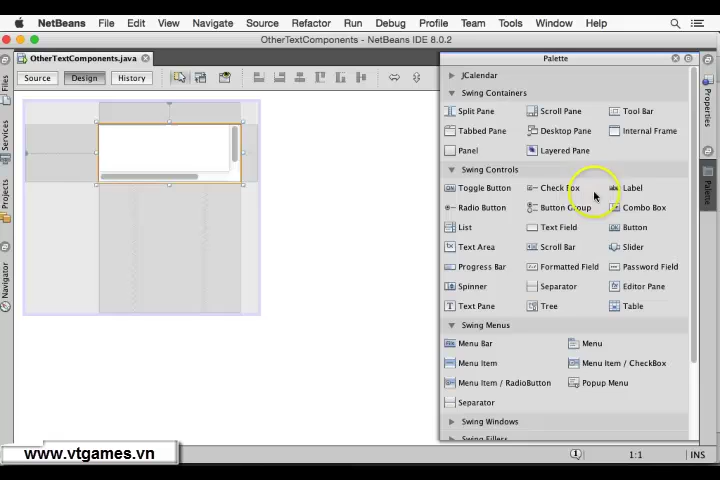 NetBeans File Edit View Navigate Source Refactor Run Debug Profile Team Tools Window Help
OtherTextComponents - NetBeans IDE 8.0.2
OtherTextComponents.java
Palette
Source Design History
JCalendar
Swing Containers
Split Pane Scroll Pane Tool Bar
Tabbed Pane Desktop Pane Internal Frame
Panel Layered Pane
Swing Controls
Toggle Button Check Box Label
Radio Button Button Group Combo Box
List Text Field Button
Text Area Scroll Bar Slider
Progress Bar Formatted Field Password Field
Spinner Separator Editor Pane
Text Pane Tree Table
Swing Menus
Menu Bar Menu
Menu Item Menu Item / CheckBox
Menu Item / RadioButton Popup Menu
Separator
Swing Windows
Swing Fillers
Files
Services
Projects
Navigator
Properties
Palette
www.vtgames.vn
1:1 INS